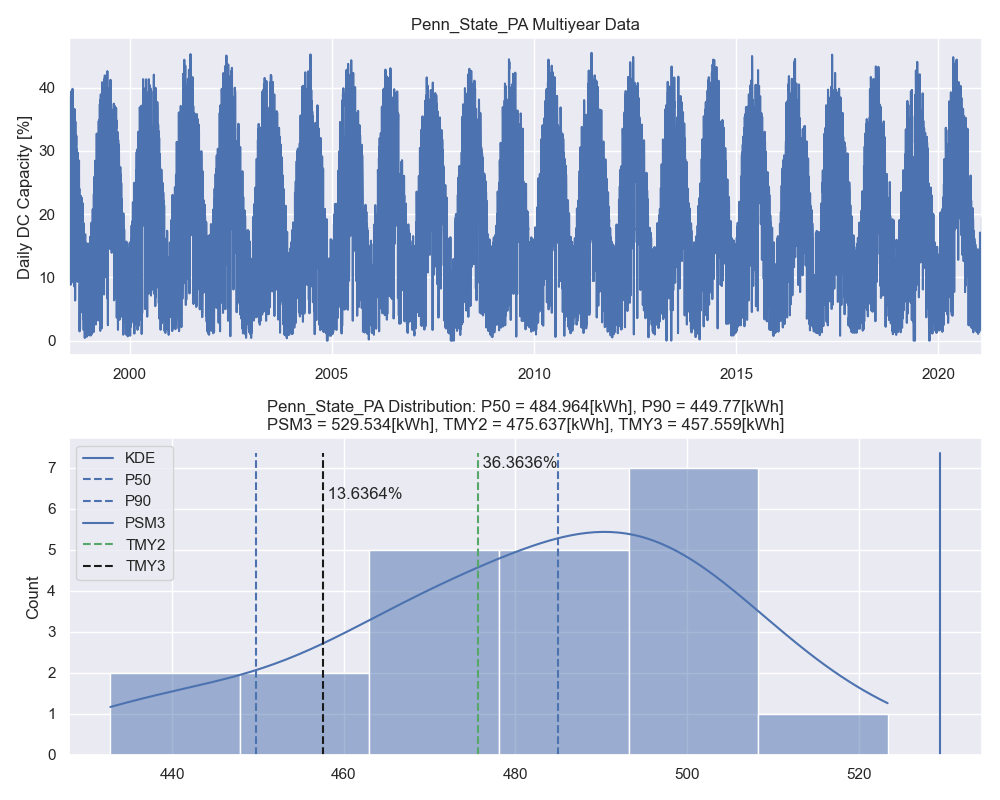 Penn_State_PA Multiyear Data
Daily DC Capacity [%]
40
30
20
10
0
2000 2005 2010 2015 2020
Penn_State_PA Distribution: P50 = 484.964[kWh], P90 = 449.77[kWh]
PSM3 = 529.534[kWh], TMY2 = 475.637[kWh], TMY3 = 457.559[kWh]
KDE
P50
P90
PSM3
TMY2
TMY3
36.3636%
13.6364%
Count
7
6
5
4
3
2
1
0
440 460 480 500 520